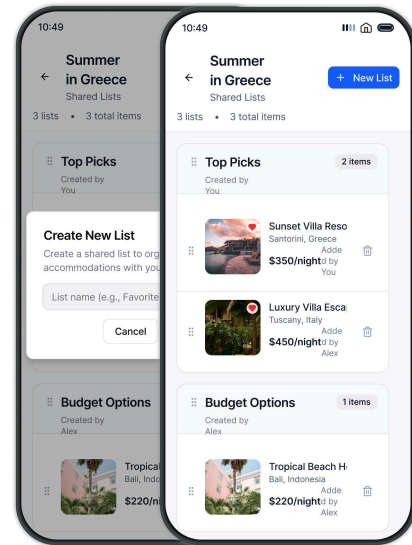 10:49
Summer
in Greece
Shared Lists
3 lists • 3 total items
Top Picks
Created by
You
Create New List
Create a shared list to org
accommodations with you
List name (e.g., Favorite
Cancel
Budget Options
Created by
Alex
Tropical
Bali, Indo
$220/ni
10:49
Summer
in Greece
Shared Lists
+ New List
3 lists • 3 total items
Top Picks
2 items
Created by
You
Sunset Villa Reso
Santorini, Greece
$350/night
Adde
d by
You
Luxury Villa Esca
Tuscany, Italy
$450/night
Adde
d by
Alex
Budget Options
1 items
Created by
Alex
Tropical Beach H
Bali, Indonesia
$220/night
Adde
d by
Alex